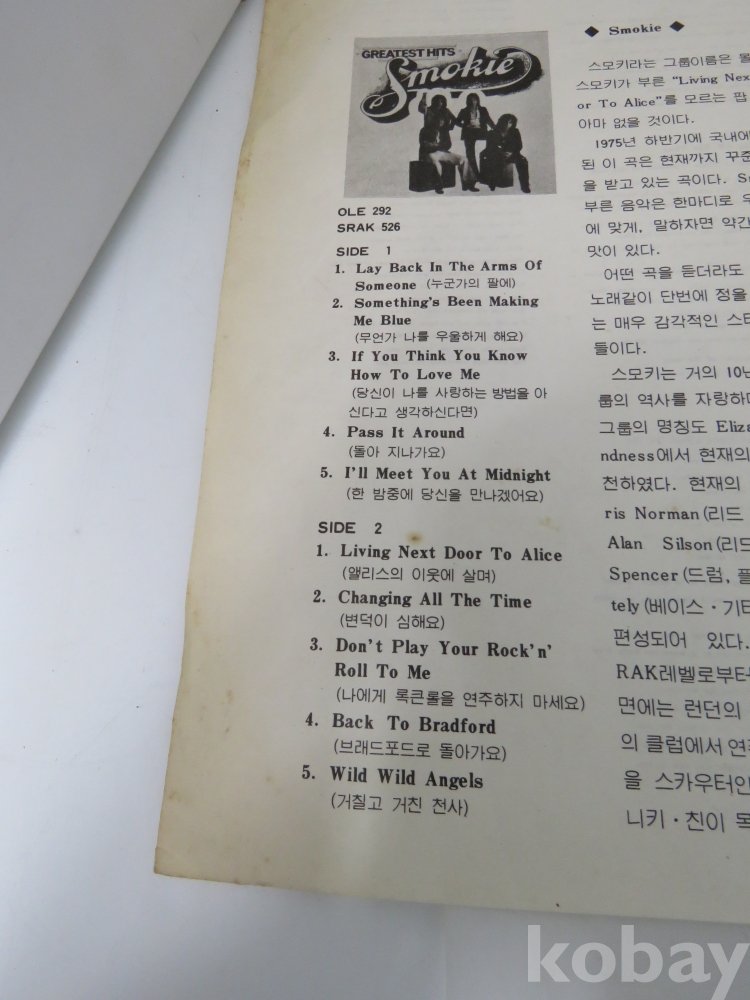 GREATEST HITS
Smokie
OLE 292
SRAK 526
SIDE 1
1. Lay Back In The Arms Of
Someone (누군가의 팔에)
2. Something's Been Making
Me Blue
(무언가 나를 우울하게 해요)
3. If You Think You Know
How To Love Me
(당신이 나를 사랑하는 방법을 아
신다고 생각하신다면)
4. Pass It Around
(돌아 지나가요)
5. I'll Meet You At Midnight
(한 밤중에 당신을 만나겠어요)
SIDE 2
1. Living Next Door To Alice
(앨리스의 이웃에 살며)
2. Changing All The Time
(변덕이 심해요)
3. Don't Play Your Rock'n'
Roll To Me
(나에게 록큰롤을 연주하지 마세요)
4. Back To Bradford
(브래드포드로 돌아가요)
5. Wild Wild Angels
(거칠고 거친 천사)
◆ Smokie ◆
스모키라는 그룹이름은 몰
스모키가 부른 "Living Nex
or To Alice"를 모르는 팝
아마 없을 것이다.
1975년 하반기에 국내에
된 이 곡은 현재까지 꾸준
을 받고 있는 곡이다. S
부른 음악은 한마디로 우
에 맞게, 말하자면 약간
맛이 있다.
어떤 곡을 듣더라도
노래같이 단번에 정을
는 매우 감각적인 스타
들이다.
스모키는 거의 10년
룹의 역사를 자랑하
그룹의 명칭도 Eliza
ndness에서 현재의
천하였다. 현재의
ris Norman(리드
Alan Silson(리드
Spencer(드럼, 플
tely(베이스·기타
편성되어 있다.
RAK레벨로부터
면에는 런던의
의 클럽에서 연주
을 스카우터인
니키·친이 목
kobay